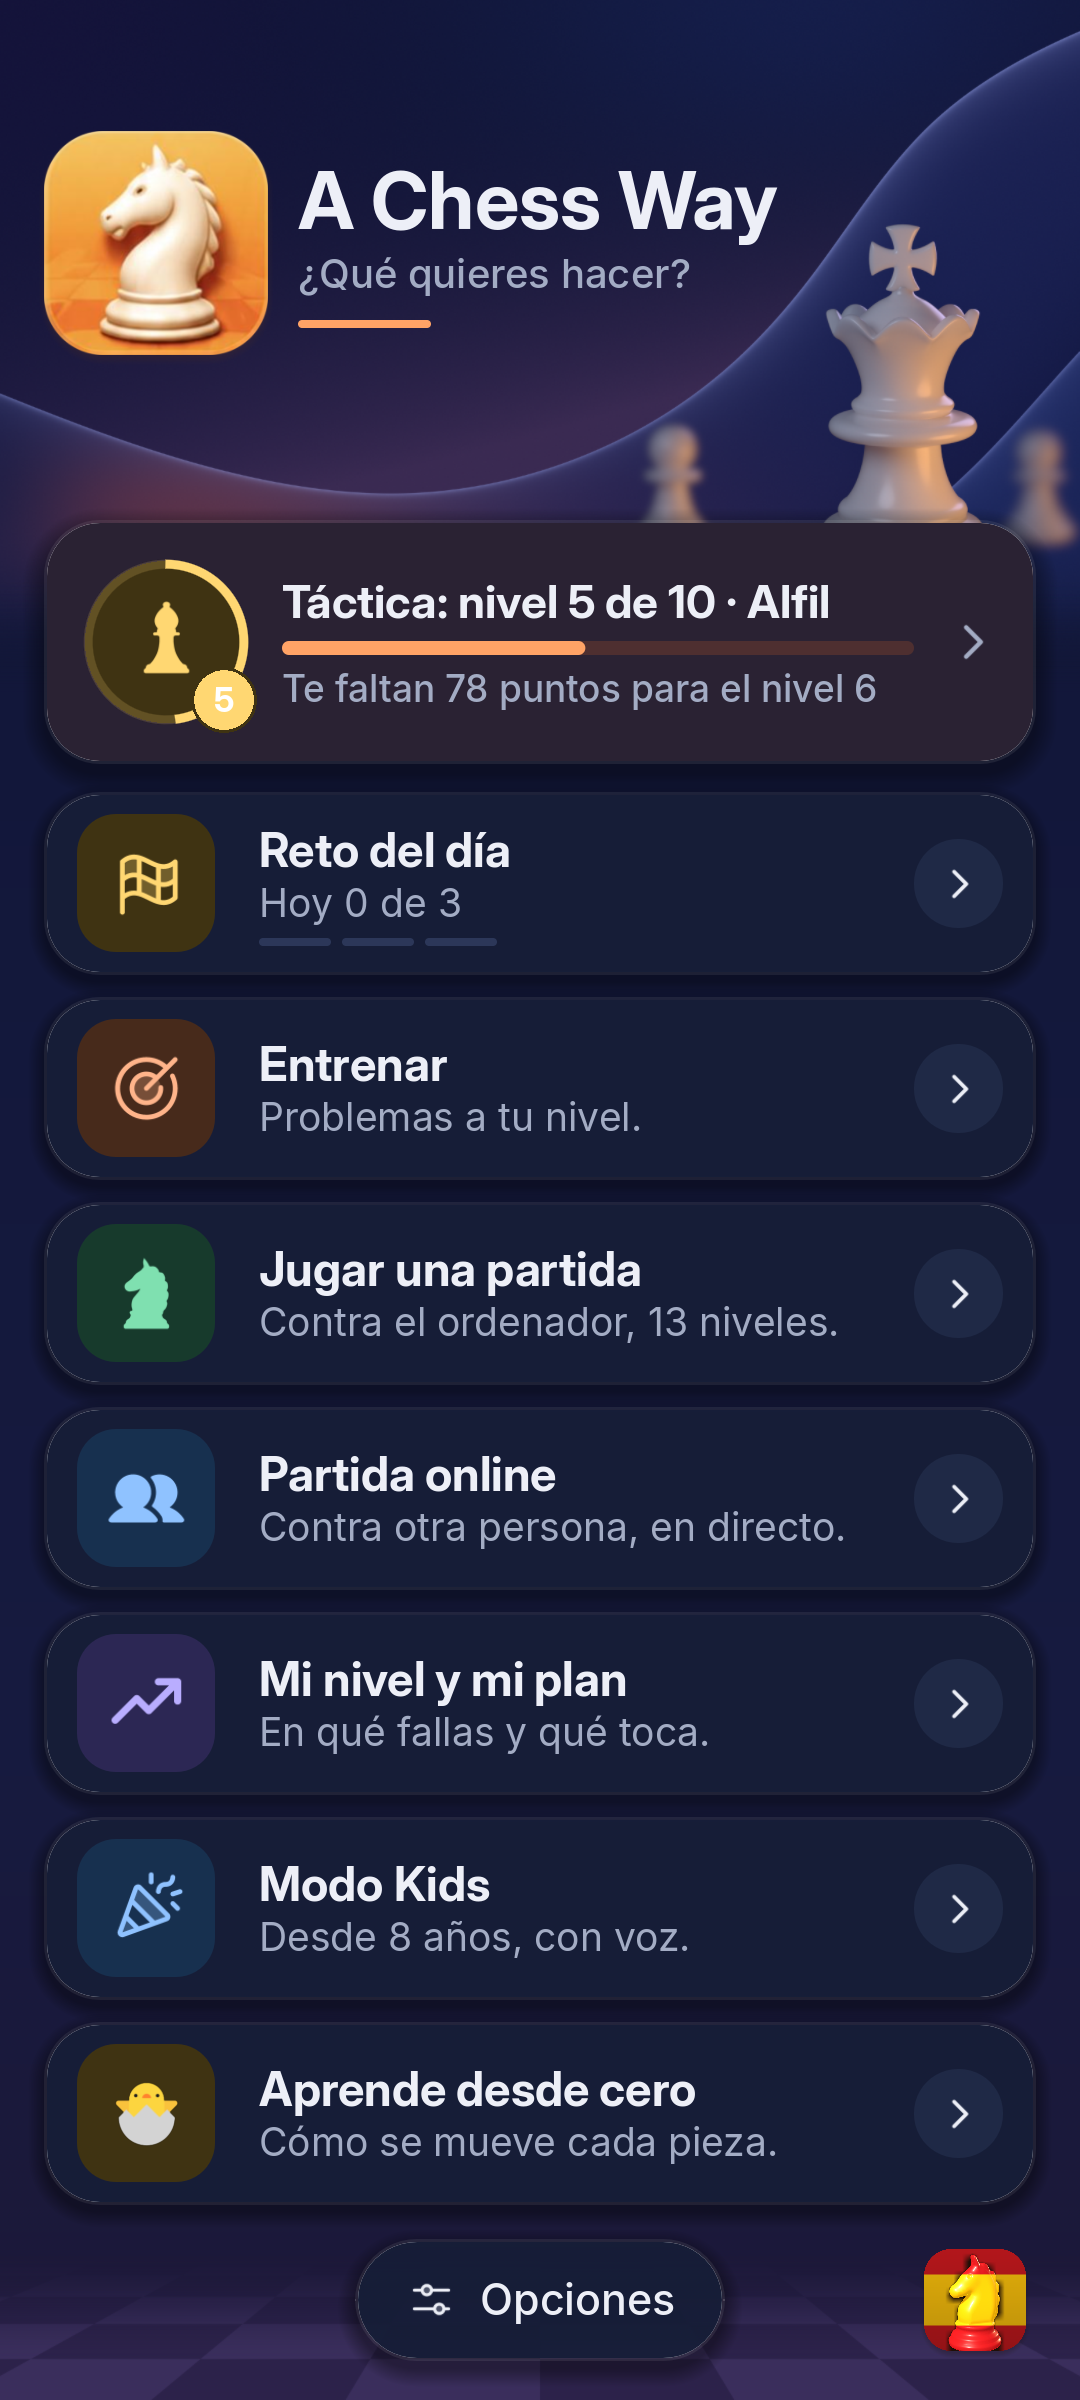 A Chess Way
¿Qué quieres hacer?
Táctica: nivel 5 de 10 · Alfil
5
Te faltan 78 puntos para el nivel 6
Reto del día
Hoy 0 de 3
Entrenar
Problemas a tu nivel.
Jugar una partida
Contra el ordenador, 13 niveles.
Partida online
Contra otra persona, en directo.
Mi nivel y mi plan
En qué fallas y qué toca.
Modo Kids
Desde 8 años, con voz.
Aprende desde cero
Cómo se mueve cada pieza.
Opciones